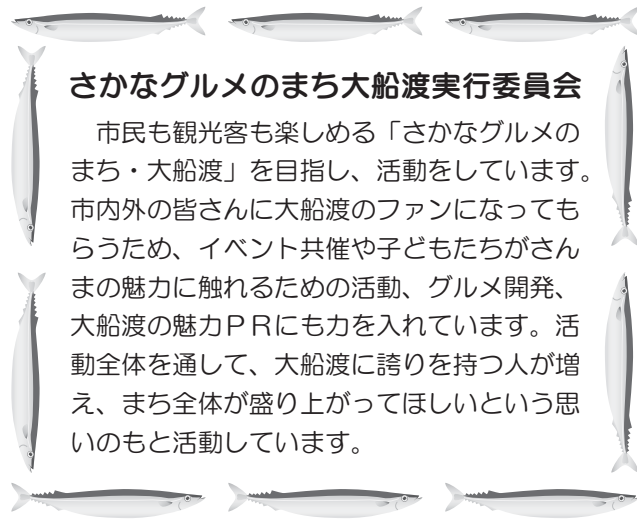 さかなグルメのまち大船渡実行委員会
　市民も観光客も楽しめる「さかなグルメの
まち・大船渡」を目指し、活動をしています。
市内外の皆さんに大船渡のファンになっても
らうため、イベント共催や子どもたちがさん
まの魅力に触れるための活動、グルメ開発、
大船渡の魅力ＰＲにも力を入れています。活
動全体を通して、大船渡に誇りを持つ人が増
え、まち全体が盛り上がってほしいという思
いのもと活動しています。